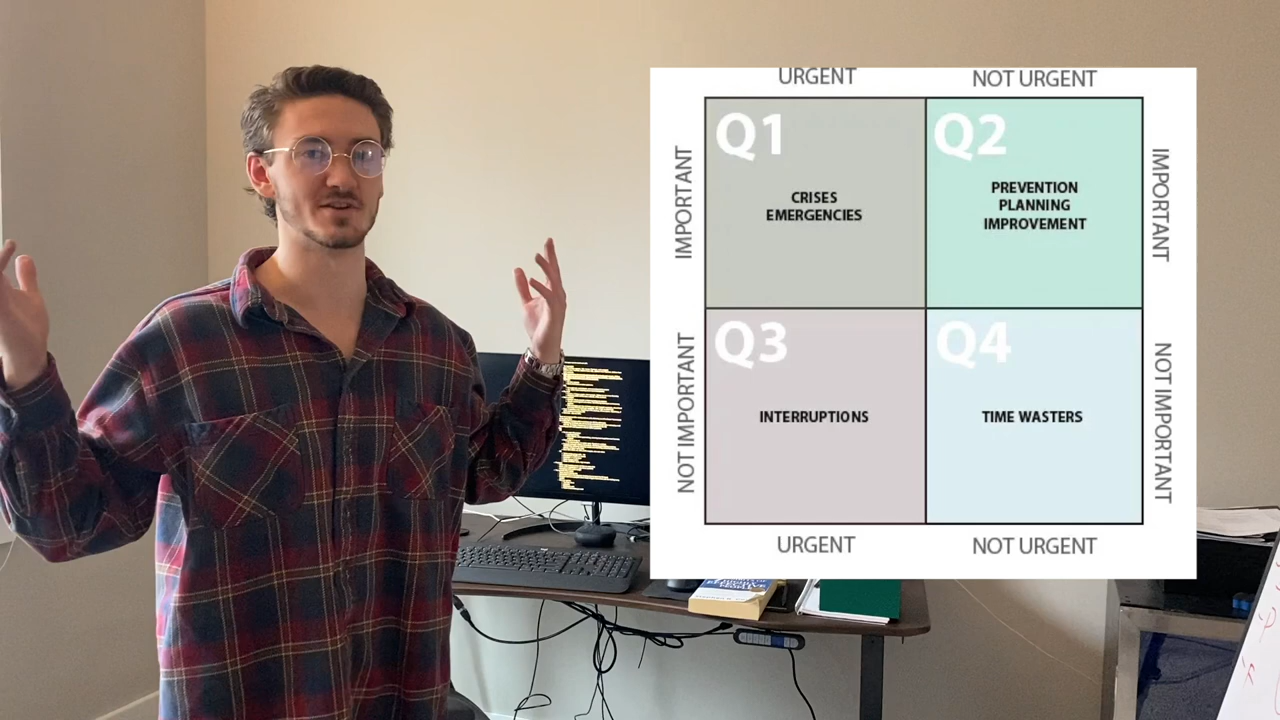 URGENT
NOT URGENT
IMPORTANT
Q1
CRISES
EMERGENCIES
Q2
PREVENTION
PLANNING
IMPROVEMENT
IMPORTANT
NOT IMPORTANT
Q3
INTERRUPTIONS
Q4
TIME WASTERS
NOT IMPORTANT
URGENT
NOT URGENT